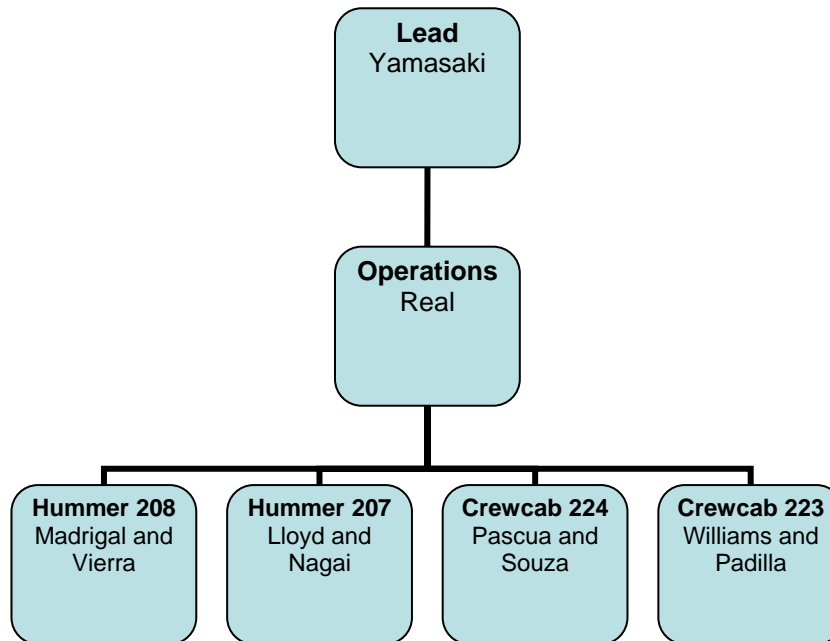 Lead
Yamasaki
Operations
Real
Hummer 208
Madrigal and
Vierra
Hummer 207
Lloyd and
Nagai
Crewcab 224
Pascua and
Souza
Crewcab 223
Williams and
Padilla